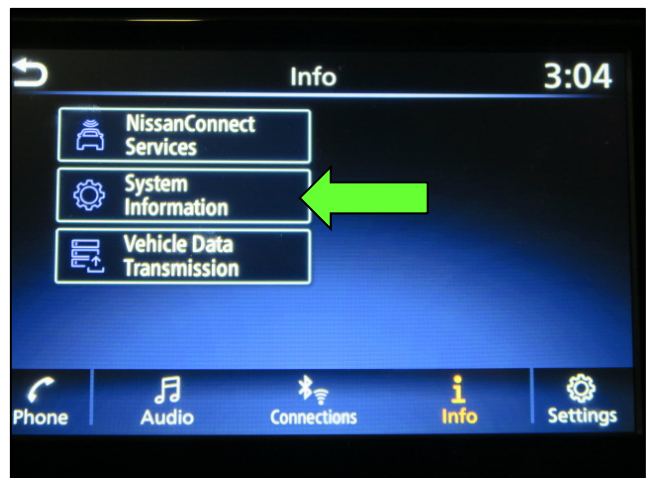 Info
3:04
NissanConnect
Services
System
Information
Vehicle Data
Transmission
Phone
Audio
Connections
i
Info
Settings